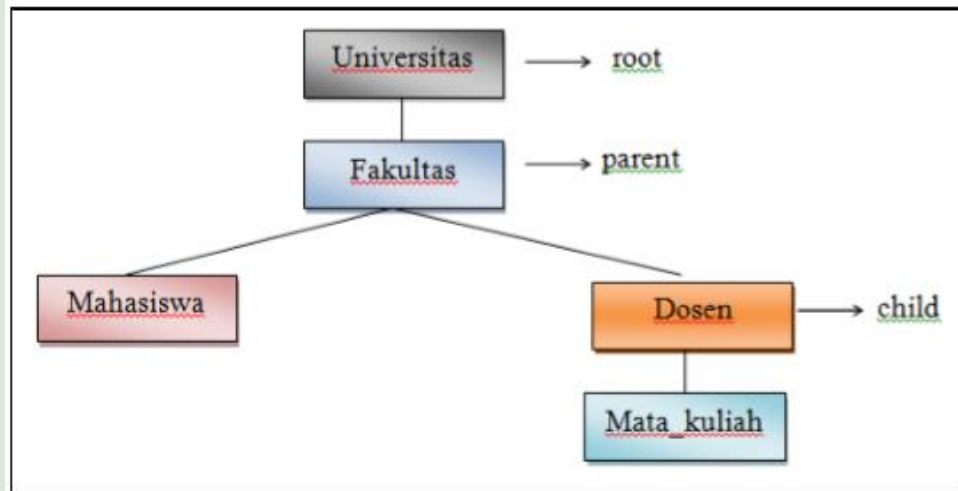 Universitas
root
Fakultas
parent
Mahasiswa
Dosen
child
Mata_kuliah